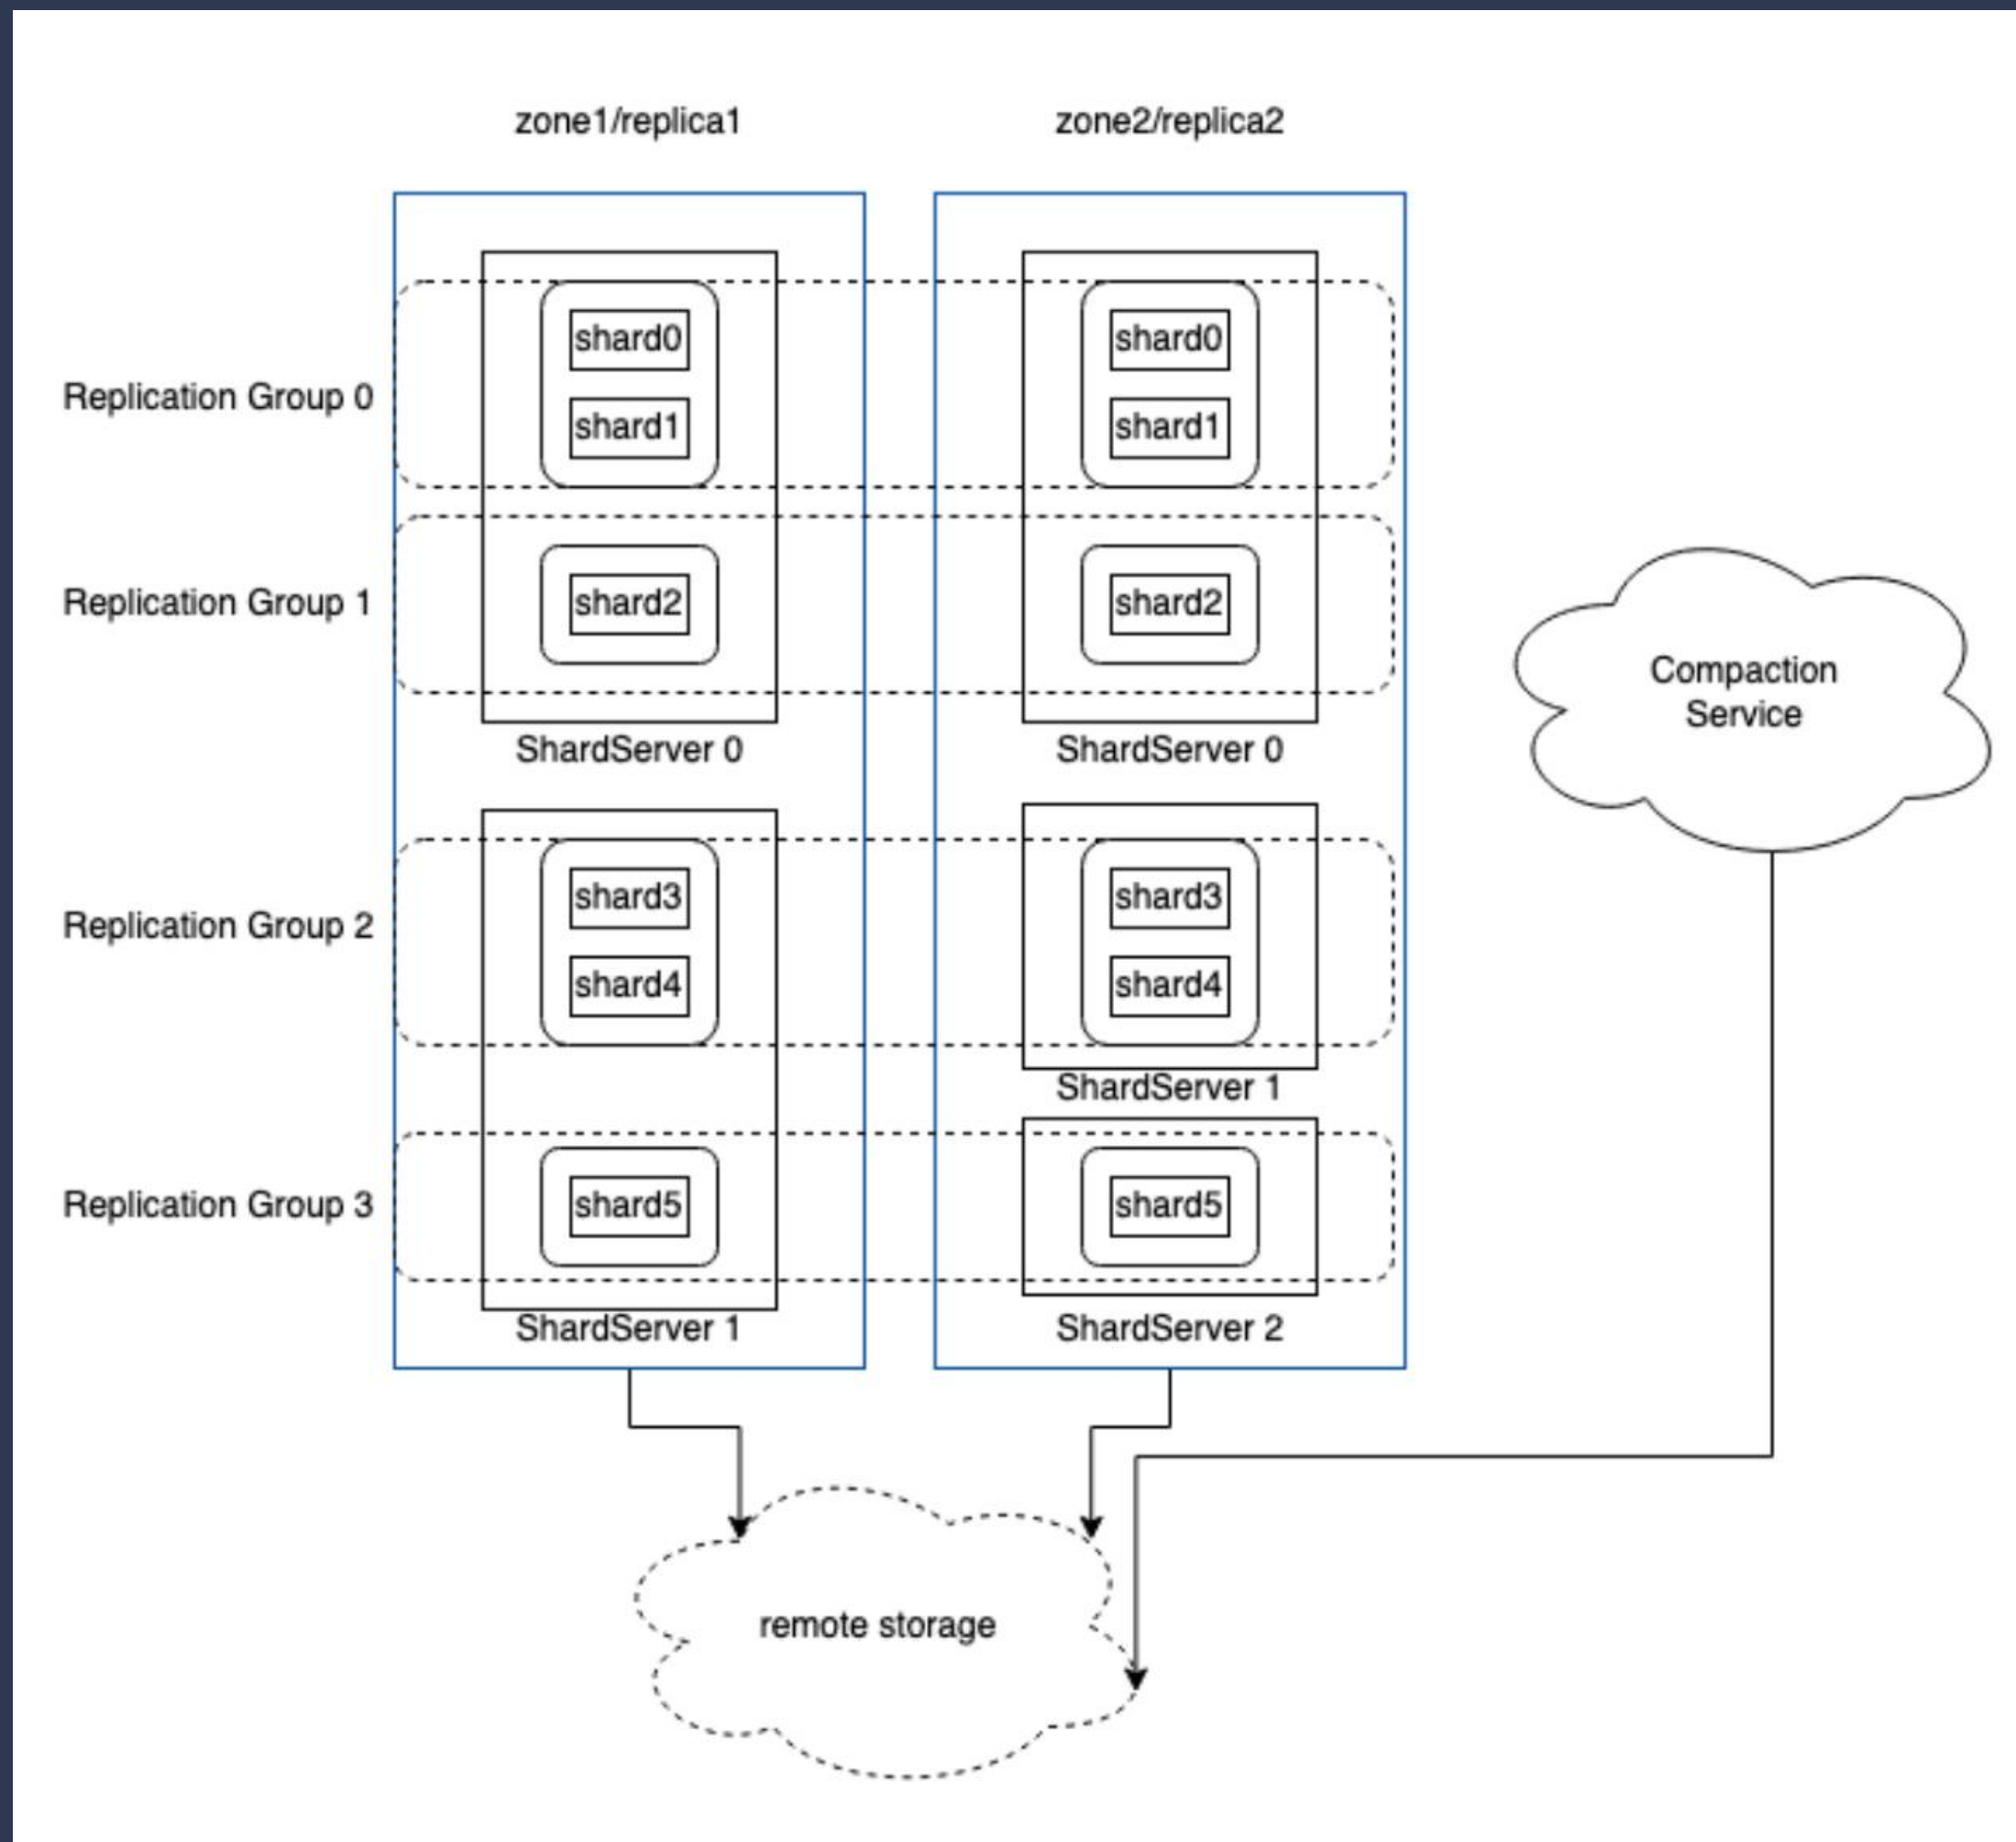 zone1/replica1
zone2/replica2
Replication Group 0
shard0
shard1
shard0
shard1
Replication Group 1
shard2
shard2
ShardServer 0
ShardServer 0
Compaction
Service
Replication Group 2
shard3
shard4
shard3
shard4
ShardServer 1
Replication Group 3
shard5
shard5
ShardServer 1
ShardServer 2
remote storage